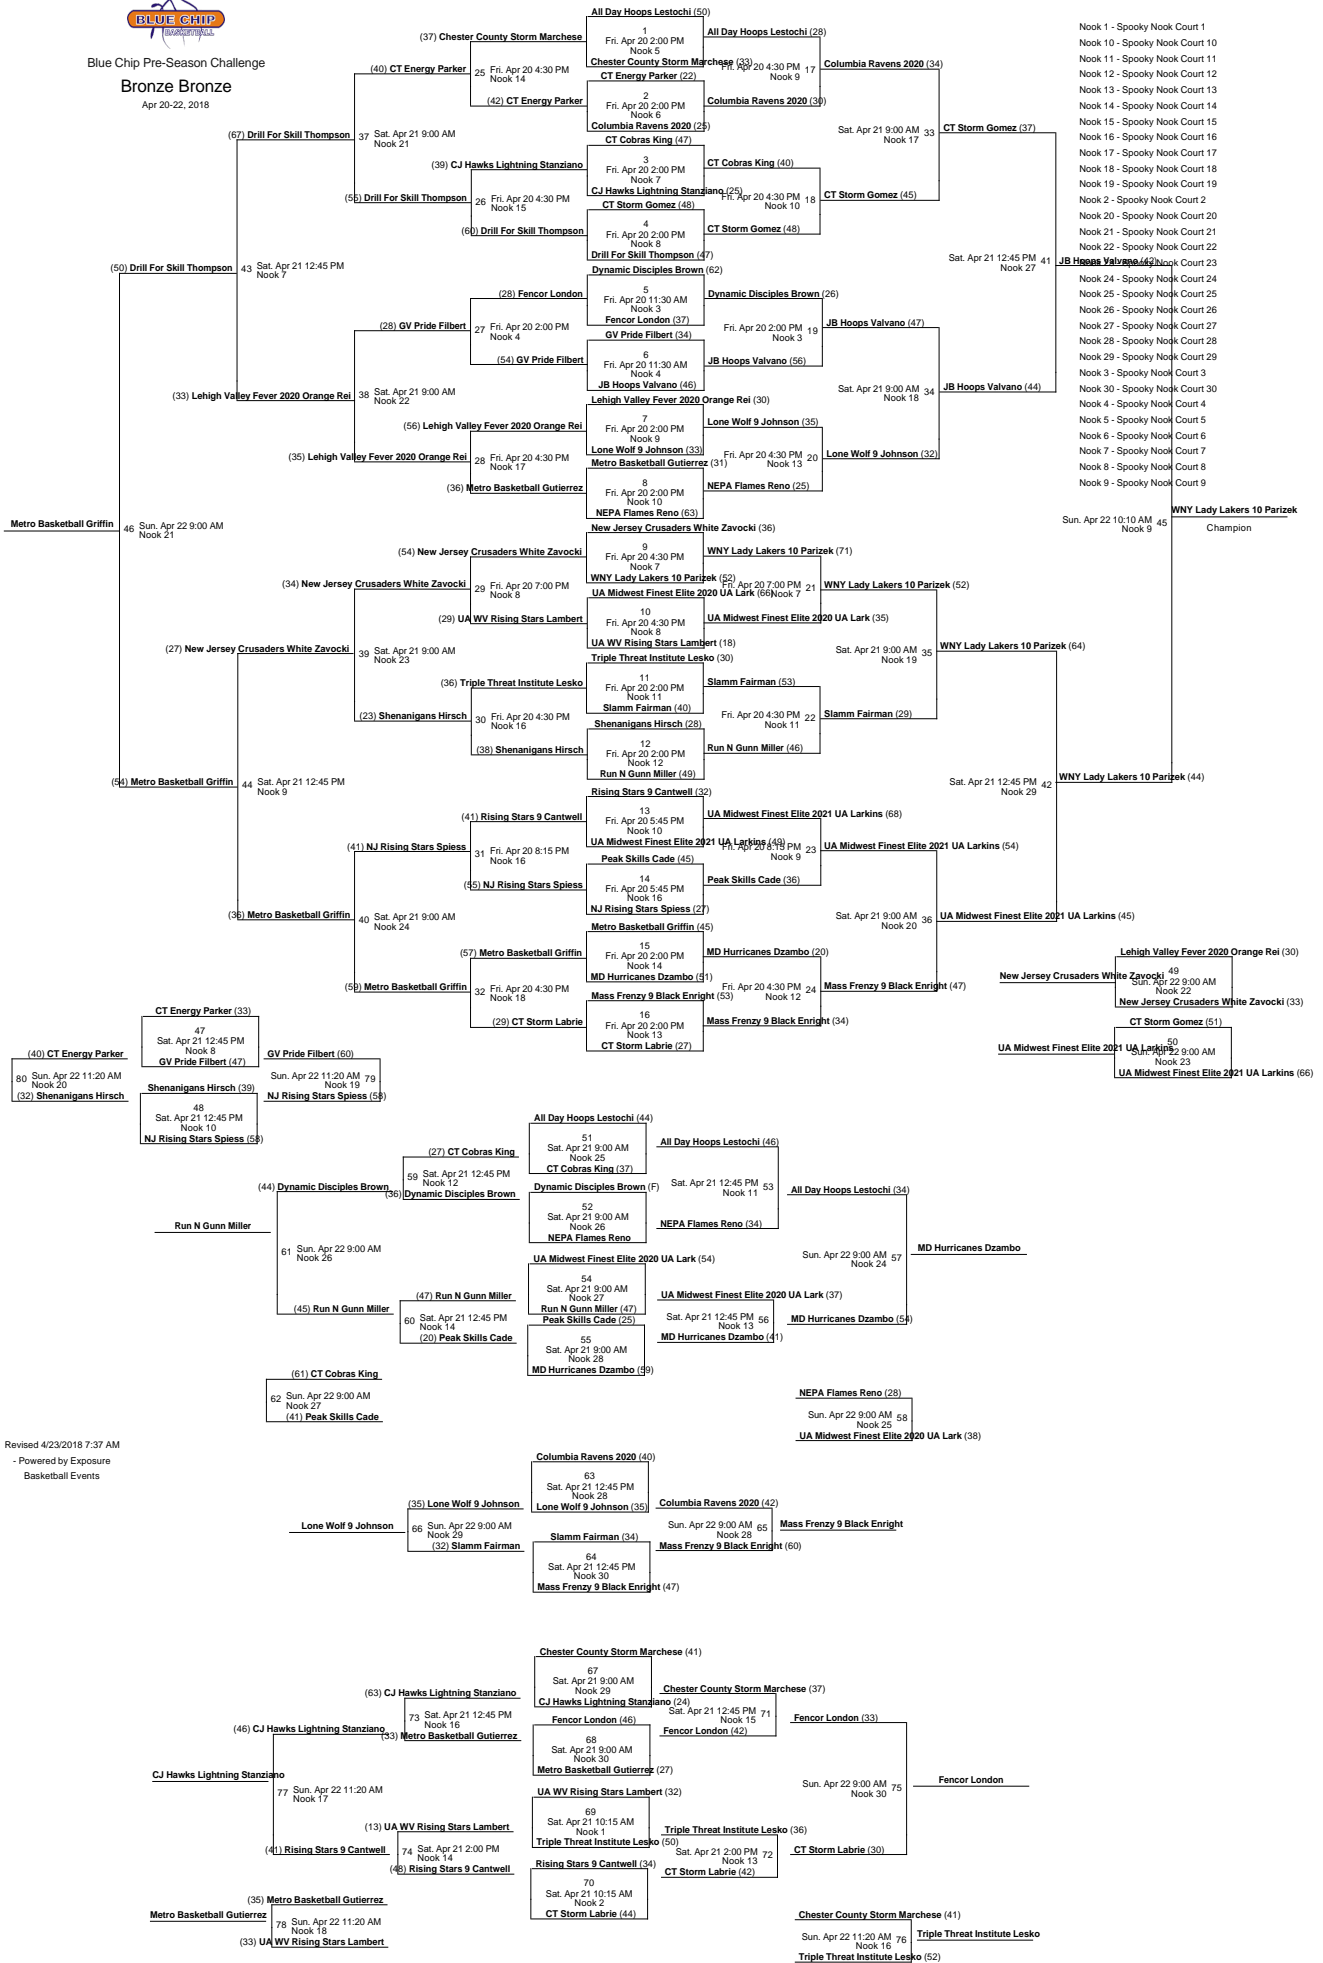 BLUE CHIP
BASKETBALL
Blue Chip Pre-Season Challenge
Bronze Bronze
Apr 20-22, 2018
All Day Hoops Lestochi (50)
1
Fri. Apr 20 2:00 PM
Nook 5
Chester County Storm Marchese (33)
CT Energy Parker (22)
2
Fri. Apr 20 2:00 PM
Nook 6
Columbia Ravens 2020 (25)
CT Cobras King (47)
3
Fri. Apr 20 2:00 PM
Nook 7
CJ Hawks Lightning Stanziano (25)
CT Storm Gomez (48)
4
Fri. Apr 20 2:00 PM
Nook 8
Drill For Skill Thompson (47)
Dynamic Disciples Brown (62)
5
Fri. Apr 20 11:30 AM
Nook 3
Fencor London (37)
GV Pride Filbert (34)
6
Fri. Apr 20 11:30 AM
Nook 4
JB Hoops Valvano (46)
Lehigh Valley Fever 2020 Orange Rei (30)
7
Fri. Apr 20 2:00 PM
Nook 9
Lone Wolf 9 Johnson (33)
Metro Basketball Gutierrez (31)
8
Fri. Apr 20 2:00 PM
Nook 10
NEPA Flames Reno (63)
New Jersey Crusaders White Zavocki (36)
9
Fri. Apr 20 4:30 PM
Nook 7
WNY Lady Lakers 10 Parizek (52)
UA Midwest Finest Elite 2020 UA Lark (66)
10
Fri. Apr 20 4:30 PM
Nook 8
UA WV Rising Stars Lambert (18)
Triple Threat Institute Lesko (30)
11
Fri. Apr 20 2:00 PM
Nook 11
Slamm Fairman (40)
Shenanigans Hirsch (28)
12
Fri. Apr 20 2:00 PM
Nook 12
Run N Gunn Miller (49)
Rising Stars 9 Cantwell (32)
13
Fri. Apr 20 5:45 PM
Nook 10
UA Midwest Finest Elite 2021 UA Larkins (49)
Peak Skills Cade (45)
14
Fri. Apr 20 5:45 PM
Nook 16
NJ Rising Stars Spiess (27)
Metro Basketball Griffin (45)
15
Fri. Apr 20 2:00 PM
Nook 14
MD Hurricanes Dzambo (51)
Mass Frenzy 9 Black Enright (53)
16
Fri. Apr 20 2:00 PM
Nook 13
CT Storm Labrie (27)
All Day Hoops Lestochi (28)
Fri. Apr 20 4:30 PM 17
Nook 9
Columbia Ravens 2020 (30)
CT Cobras King (40)
Fri. Apr 20 4:30 PM 18
Nook 10
CT Storm Gomez (48)
Dynamic Disciples Brown (26)
Fri. Apr 20 2:00 PM 19
Nook 3
JB Hoops Valvano (56)
Lone Wolf 9 Johnson (35)
Fri. Apr 20 4:30 PM 20
Nook 13
NEPA Flames Reno (25)
WNY Lady Lakers 10 Parizek (71)
Fri. Apr 20 7:00 PM 21
Nook 7
UA Midwest Finest Elite 2020 UA Lark (35)
Slamm Fairman (53)
Fri. Apr 20 4:30 PM 22
Nook 11
Run N Gunn Miller (46)
UA Midwest Finest Elite 2021 UA Larkins (68)
Fri. Apr 20 8:15 PM 23
Nook 9
Peak Skills Cade (36)
MD Hurricanes Dzambo (20)
Fri. Apr 20 4:30 PM 24
Nook 12
Mass Frenzy 9 Black Enright (34)
Columbia Ravens 2020 (34)
Sat. Apr 21 9:00 AM 33
Nook 17
CT Storm Gomez (45)
JB Hoops Valvano (47)
Sat. Apr 21 9:00 AM 34
Nook 18
Lone Wolf 9 Johnson (32)
WNY Lady Lakers 10 Parizek (52)
Sat. Apr 21 9:00 AM 35
Nook 19
Slamm Fairman (29)
UA Midwest Finest Elite 2021 UA Larkins (54)
Sat. Apr 21 9:00 AM 36
Nook 20
Mass Frenzy 9 Black Enright (47)
CT Storm Gomez (37)
Sat. Apr 21 12:45 PM 41
Nook 27
JB Hoops Valvano (44)
WNY Lady Lakers 10 Parizek (64)
Sat. Apr 21 12:45 PM 42
Nook 29
UA Midwest Finest Elite 2021 UA Larkins (45)
JB Hoops Valvano (42)
Sun. Apr 22 10:10 AM 45
Nook 9
WNY Lady Lakers 10 Parizek (44)
WNY Lady Lakers 10 Parizek
Champion
Nook 1 - Spooky Nook Court 1
Nook 10 - Spooky Nook Court 10
Nook 11 - Spooky Nook Court 11
Nook 12 - Spooky Nook Court 12
Nook 13 - Spooky Nook Court 13
Nook 14 - Spooky Nook Court 14
Nook 15 - Spooky Nook Court 15
Nook 16 - Spooky Nook Court 16
Nook 17 - Spooky Nook Court 17
Nook 18 - Spooky Nook Court 18
Nook 19 - Spooky Nook Court 19
Nook 2 - Spooky Nook Court 2
Nook 20 - Spooky Nook Court 20
Nook 21 - Spooky Nook Court 21
Nook 22 - Spooky Nook Court 22
Nook 23 - Spooky Nook Court 23
Nook 24 - Spooky Nook Court 24
Nook 25 - Spooky Nook Court 25
Nook 26 - Spooky Nook Court 26
Nook 27 - Spooky Nook Court 27
Nook 28 - Spooky Nook Court 28
Nook 29 - Spooky Nook Court 29
Nook 3 - Spooky Nook Court 3
Nook 30 - Spooky Nook Court 30
Nook 4 - Spooky Nook Court 4
Nook 5 - Spooky Nook Court 5
Nook 6 - Spooky Nook Court 6
Nook 7 - Spooky Nook Court 7
Nook 8 - Spooky Nook Court 8
Nook 9 - Spooky Nook Court 9
(37) Chester County Storm Marchese
25 Fri. Apr 20 4:30 PM
Nook 14
(42) CT Energy Parker
(39) CJ Hawks Lightning Stanziano
26 Fri. Apr 20 4:30 PM
Nook 15
(60) Drill For Skill Thompson
(28) Fencor London
27 Fri. Apr 20 2:00 PM
Nook 4
(54) GV Pride Filbert
(56) Lehigh Valley Fever 2020 Orange Rei
28 Fri. Apr 20 4:30 PM
Nook 17
(36) Metro Basketball Gutierrez
(54) New Jersey Crusaders White Zavocki
29 Fri. Apr 20 7:00 PM
Nook 8
(29) UA WV Rising Stars Lambert
(36) Triple Threat Institute Lesko
30 Fri. Apr 20 4:30 PM
Nook 16
(38) Shenanigans Hirsch
(41) Rising Stars 9 Cantwell
31 Fri. Apr 20 8:15 PM
Nook 16
(55) NJ Rising Stars Spiess
(57) Metro Basketball Griffin
32 Fri. Apr 20 4:30 PM
Nook 18
(29) CT Storm Labrie
(40) CT Energy Parker
37 Sat. Apr 21 9:00 AM
Nook 21
(55) Drill For Skill Thompson
(28) GV Pride Filbert
38 Sat. Apr 21 9:00 AM
Nook 22
(35) Lehigh Valley Fever 2020 Orange Rei
(34) New Jersey Crusaders White Zavocki
39 Sat. Apr 21 9:00 AM
Nook 23
(23) Shenanigans Hirsch
(41) NJ Rising Stars Spiess
40 Sat. Apr 21 9:00 AM
Nook 24
(59) Metro Basketball Griffin
(67) Drill For Skill Thompson
43 Sat. Apr 21 12:45 PM
Nook 7
(33) Lehigh Valley Fever 2020 Orange Rei
(27) New Jersey Crusaders White Zavocki
44 Sat. Apr 21 12:45 PM
Nook 9
(36) Metro Basketball Griffin
(50) Drill For Skill Thompson
46 Sun. Apr 22 9:00 AM
Nook 21
(54) Metro Basketball Griffin
Metro Basketball Griffin
Lehigh Valley Fever 2020 Orange Rei (30)
49
Sun. Apr 22 9:00 AM
Nook 22
New Jersey Crusaders White Zavocki (33)
New Jersey Crusaders White Zavocki
CT Storm Gomez (51)
50
Sun. Apr 22 9:00 AM
Nook 23
UA Midwest Finest Elite 2021 UA Larkins (66)
UA Midwest Finest Elite 2021 UA Larkins
CT Energy Parker (33)
47
Sat. Apr 21 12:45 PM
Nook 8
GV Pride Filbert (47)
Shenanigans Hirsch (39)
48
Sat. Apr 21 12:45 PM
Nook 10
NJ Rising Stars Spiess (58)
(40) CT Energy Parker
80 Sun. Apr 22 11:20 AM
Nook 20
(32) Shenanigans Hirsch
GV Pride Filbert (60)
Sun. Apr 22 11:20 AM 79
Nook 19
NJ Rising Stars Spiess (58)
All Day Hoops Lestochi (44)
51
Sat. Apr 21 9:00 AM
Nook 25
CT Cobras King (37)
Dynamic Disciples Brown (F)
52
Sat. Apr 21 9:00 AM
Nook 26
NEPA Flames Reno
UA Midwest Finest Elite 2020 UA Lark (54)
54
Sat. Apr 21 9:00 AM
Nook 27
Run N Gunn Miller (47)
Peak Skills Cade (25)
55
Sat. Apr 21 9:00 AM
Nook 28
MD Hurricanes Dzambo (59)
All Day Hoops Lestochi (46)
Sat. Apr 21 12:45 PM 53
Nook 11
NEPA Flames Reno (34)
UA Midwest Finest Elite 2020 UA Lark (37)
Sat. Apr 21 12:45 PM 56
Nook 13
MD Hurricanes Dzambo (41)
All Day Hoops Lestochi (34)
Sun. Apr 22 9:00 AM 57
Nook 24
MD Hurricanes Dzambo (54)
MD Hurricanes Dzambo
(27) CT Cobras King
59 Sat. Apr 21 12:45 PM
Nook 12
(36) Dynamic Disciples Brown
(47) Run N Gunn Miller
60 Sat. Apr 21 12:45 PM
Nook 14
(20) Peak Skills Cade
(44) Dynamic Disciples Brown
61 Sun. Apr 22 9:00 AM
Nook 26
(45) Run N Gunn Miller
Run N Gunn Miller
(61) CT Cobras King
62 Sun. Apr 22 9:00 AM
Nook 27
(41) Peak Skills Cade
NEPA Flames Reno (28)
Sun. Apr 22 9:00 AM 58
Nook 25
UA Midwest Finest Elite 2020 UA Lark (38)
Revised 4/23/2018 7:37 AM
- Powered by Exposure
Basketball Events
Columbia Ravens 2020 (40)
63
Sat. Apr 21 12:45 PM
Nook 28
Lone Wolf 9 Johnson (35)
Slamm Fairman (34)
64
Sat. Apr 21 12:45 PM
Nook 30
Mass Frenzy 9 Black Enright (47)
Columbia Ravens 2020 (42)
Sun. Apr 22 9:00 AM 65
Nook 28
Mass Frenzy 9 Black Enright (60)
Mass Frenzy 9 Black Enright
(35) Lone Wolf 9 Johnson
66 Sun. Apr 22 9:00 AM
Nook 29
(32) Slamm Fairman
Lone Wolf 9 Johnson
Chester County Storm Marchese (41)
67
Sat. Apr 21 9:00 AM
Nook 29
CJ Hawks Lightning Stanziano (24)
Fencor London (46)
68
Sat. Apr 21 9:00 AM
Nook 30
Metro Basketball Gutierrez (27)
UA WV Rising Stars Lambert (32)
69
Sat. Apr 21 10:15 AM
Nook 1
Triple Threat Institute Lesko (50)
Rising Stars 9 Cantwell (34)
70
Sat. Apr 21 10:15 AM
Nook 2
CT Storm Labrie (44)
Chester County Storm Marchese (37)
Sat. Apr 21 12:45 PM 71
Nook 15
Fencor London (42)
Triple Threat Institute Lesko (36)
Sat. Apr 21 2:00 PM 72
Nook 13
CT Storm Labrie (42)
Fencor London (33)
Sun. Apr 22 9:00 AM 75
Nook 30
CT Storm Labrie (30)
Fencor London
(63) CJ Hawks Lightning Stanziano
73 Sat. Apr 21 12:45 PM
Nook 16
(33) Metro Basketball Gutierrez
(13) UA WV Rising Stars Lambert
74 Sat. Apr 21 2:00 PM
Nook 14
(48) Rising Stars 9 Cantwell
(46) CJ Hawks Lightning Stanziano
77 Sun. Apr 22 11:20 AM
Nook 17
(41) Rising Stars 9 Cantwell
CJ Hawks Lightning Stanziano
(35) Metro Basketball Gutierrez
78 Sun. Apr 22 11:20 AM
Nook 18
(33) UA WV Rising Stars Lambert
Metro Basketball Gutierrez
Chester County Storm Marchese (41)
Sun. Apr 22 11:20 AM 76
Nook 16
Triple Threat Institute Lesko (52)
Triple Threat Institute Lesko